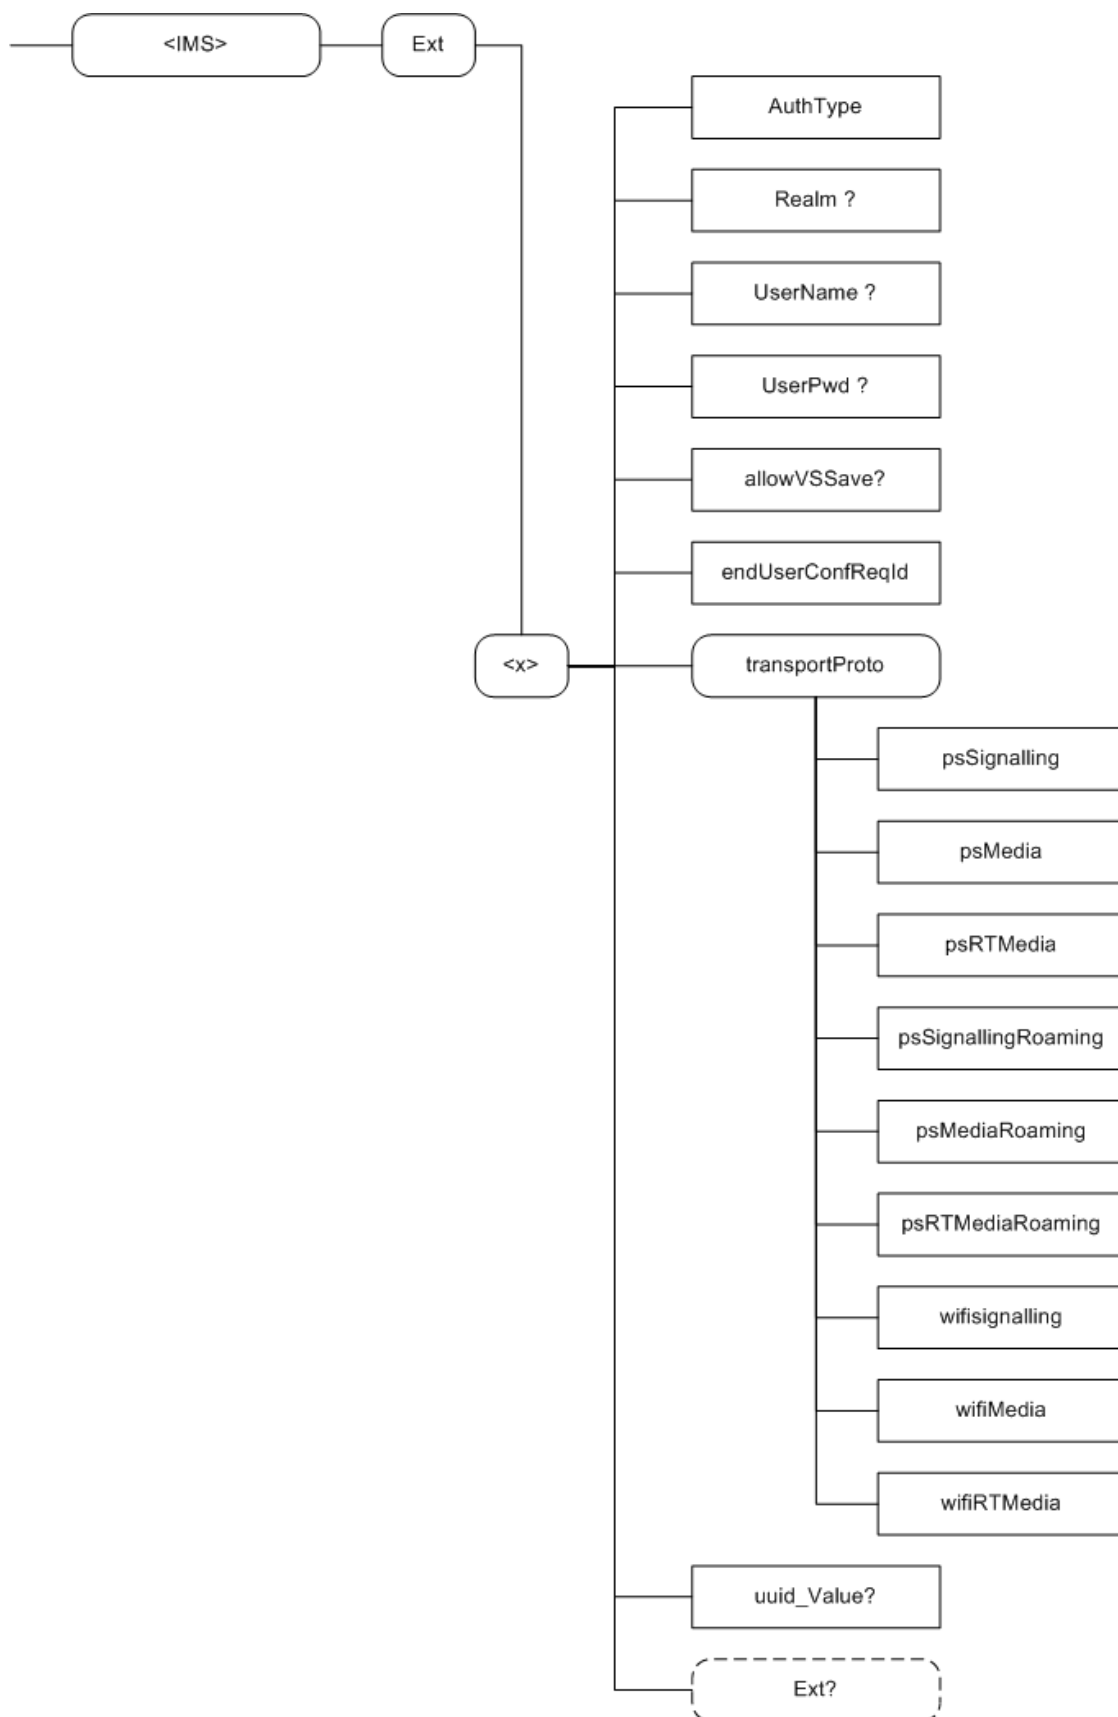 <IMS>
Ext
AuthType
Realm ?
UserName ?
UserPwd ?
allowVSSave?
endUserConfReqId
<x>
transportProto
psSignalling
psMedia
psRTMedia
psSignallingRoaming
psMediaRoaming
psRTMediaRoaming
wifisignalling
wifiMedia
wifiRTMedia
uuid_Value?
Ext?